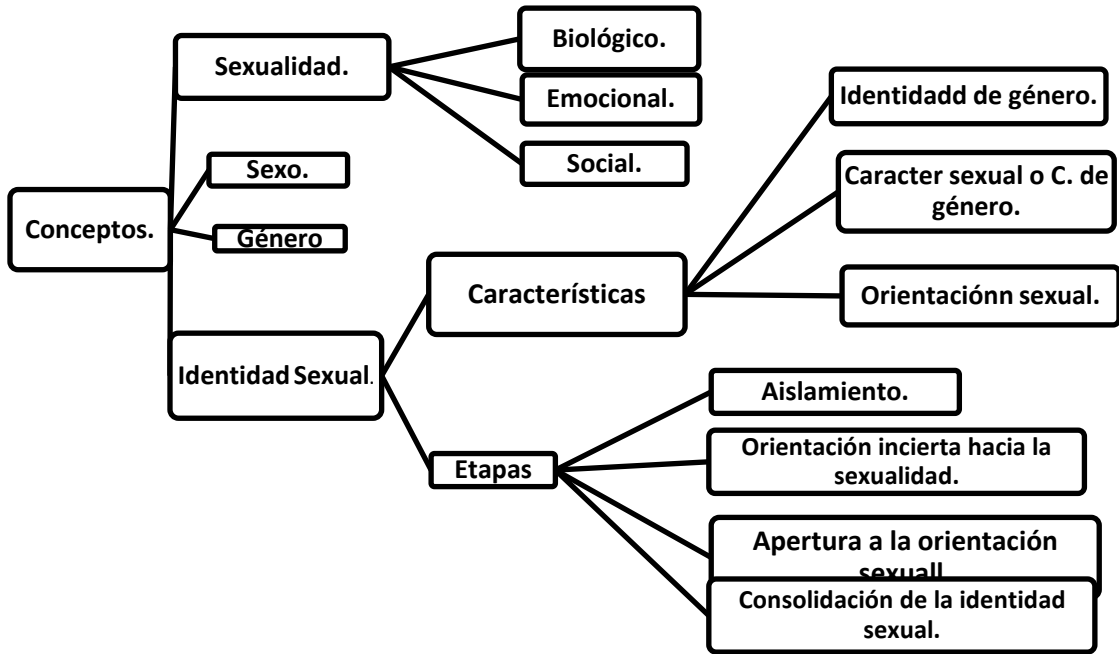 Conceptos.
Sexualidad.
Biológico.
Emocional.
Social.
Sexo.
Género
Identidad Sexual.
Características
Identidadd de género.
Caracter sexual o C. de
género.
Orientaciónn sexual.
Etapas
Aislamiento.
Orientación incierta hacia la
sexualidad.
Apertura a la orientación
sexuall
Consolidación de la identidad
sexual.